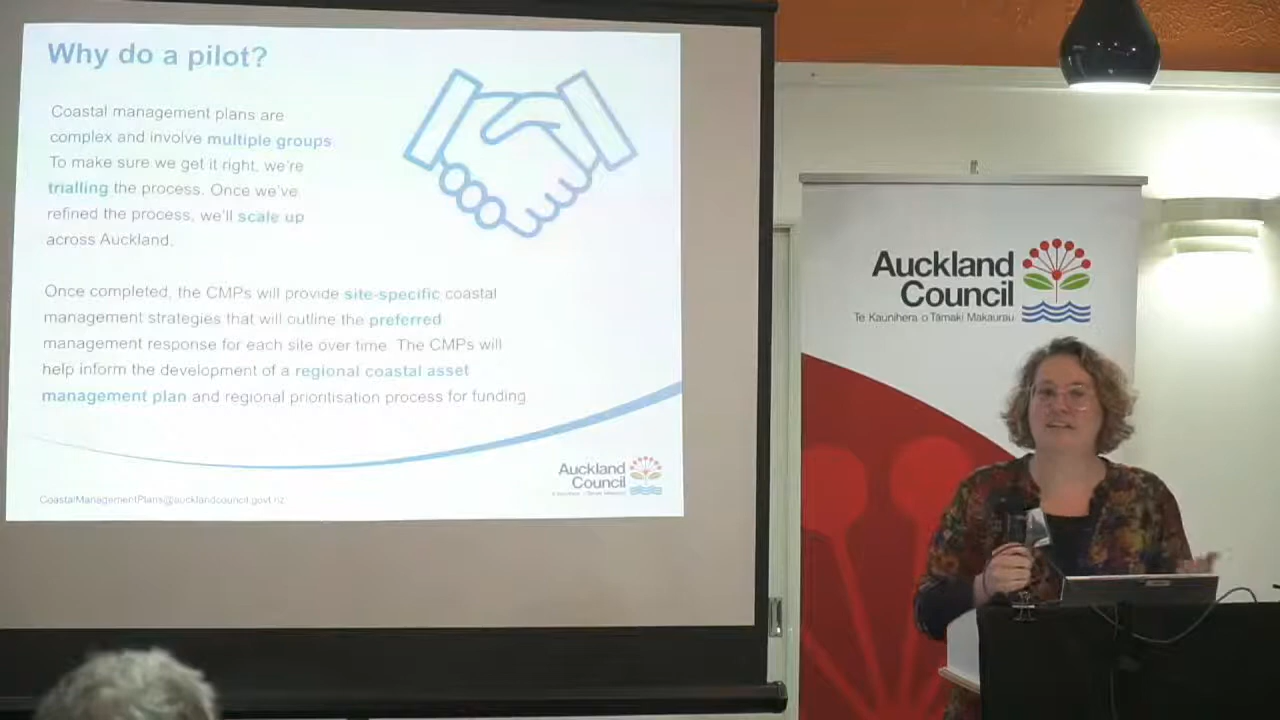 Why do a pilot?
Coastal management plans are
complex and involve multiple groups
To make sure we get it right, we're
trialling the process. Once we've
refined the process, we'll scale up
across Auckland.
Once completed, the CMPs will provide site-specific coastal
management strategies that will outline the preferred
management response for each site over time. The CMPs will
help inform the development of a regional coastal asset
management plan and regional prioritisation process for funding
Auckland
Council
Te Kaunihera o Tāmaki Makaurau
CoastalManagementPlans@aucklandcouncil.govt.nz
Auckland
Council
Te Kaunihera o Tāmaki Makaurau